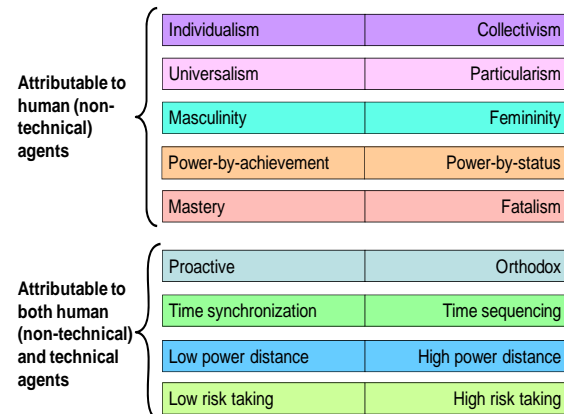 Individualism Collectivism
Universalism Particularism
Attributable to
human (non-
technical)
agents
Masculinity Femininity
Power-by-achievement Power-by-status
Mastery Fatalism
Proactive Orthodox
Attributable to
both human
(non-technical)
and technical
agents
Time synchronization Time sequencing
Low power distance High power distance
Low risk taking High risk taking